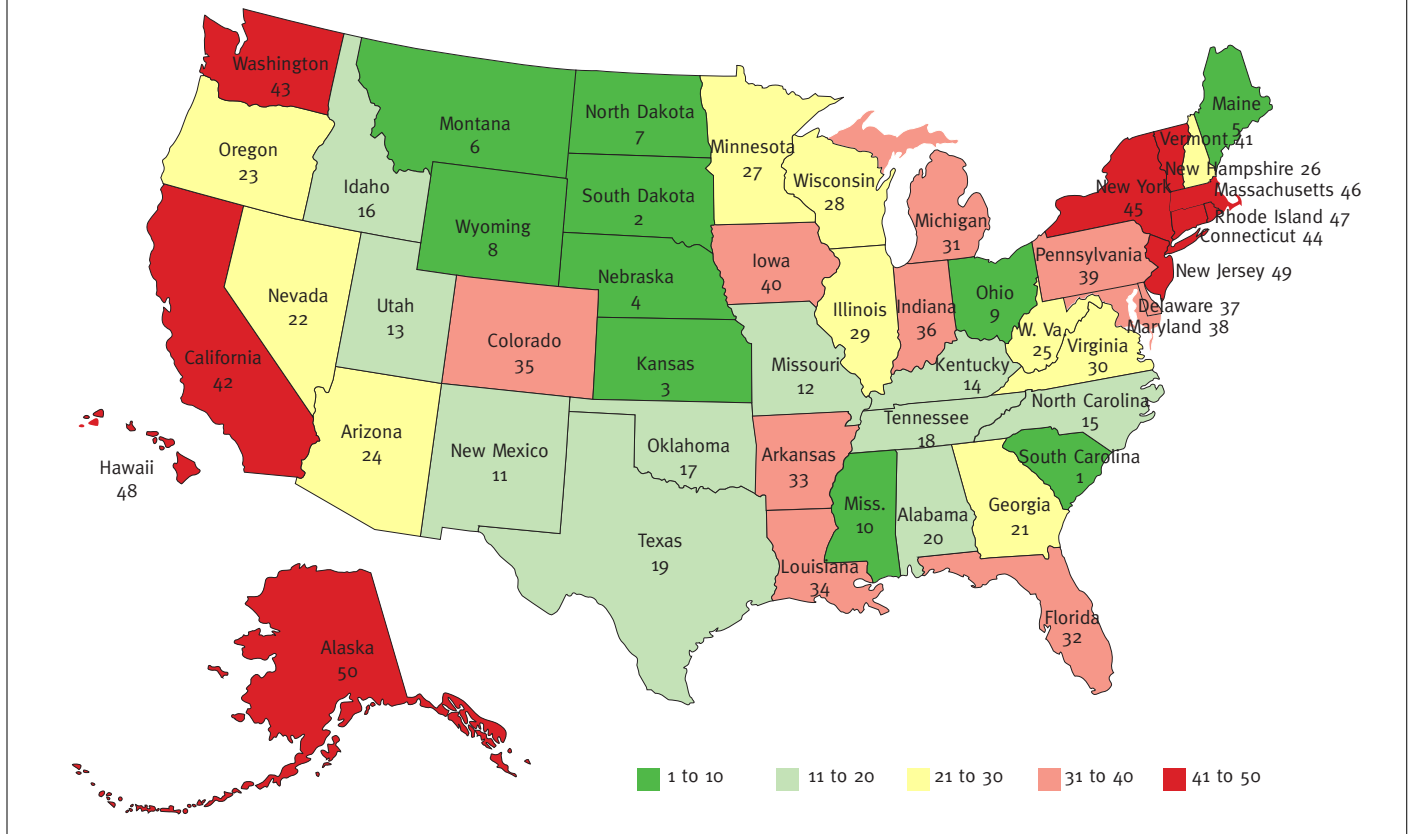 Washington
43
Oregon
23
California
42
Nevada
22
Idaho
16
Montana
6
Wyoming
8
Utah
13
Colorado
35
Arizona
24
New Mexico
11
North Dakota
7
South Dakota
2
Nebraska
4
Kansas
3
Oklahoma
17
Texas
19
Minnesota
27
Iowa
40
Missouri
12
Arkansas
33
Louisiana
34
Wisconsin
28
Illinois
29
Michigan
31
Indiana
36
Ohio
9
Kentucky
14
Tennessee
18
Miss.
10
Alabama
20
Georgia
21
Florida
32
South Carolina
1
North Carolina
15
Virginia
30
W. Va.
25
Pennsylvania
39
New York
45
Maine
5
Vermont 41
New Hampshire 26
Massachusetts 46
Rhode Island 47
Connecticut 44
New Jersey 49
Delaware 37
Maryland 38
Hawaii
48
Alaska
50
1 to 10
11 to 20
21 to 30
31 to 40
41 to 50